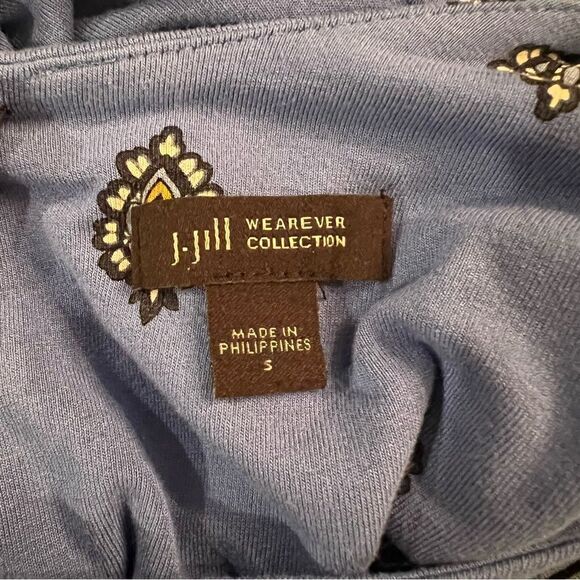 J.Jill WEAREVER
COLLECTION
MADE IN
PHILIPPINES
S